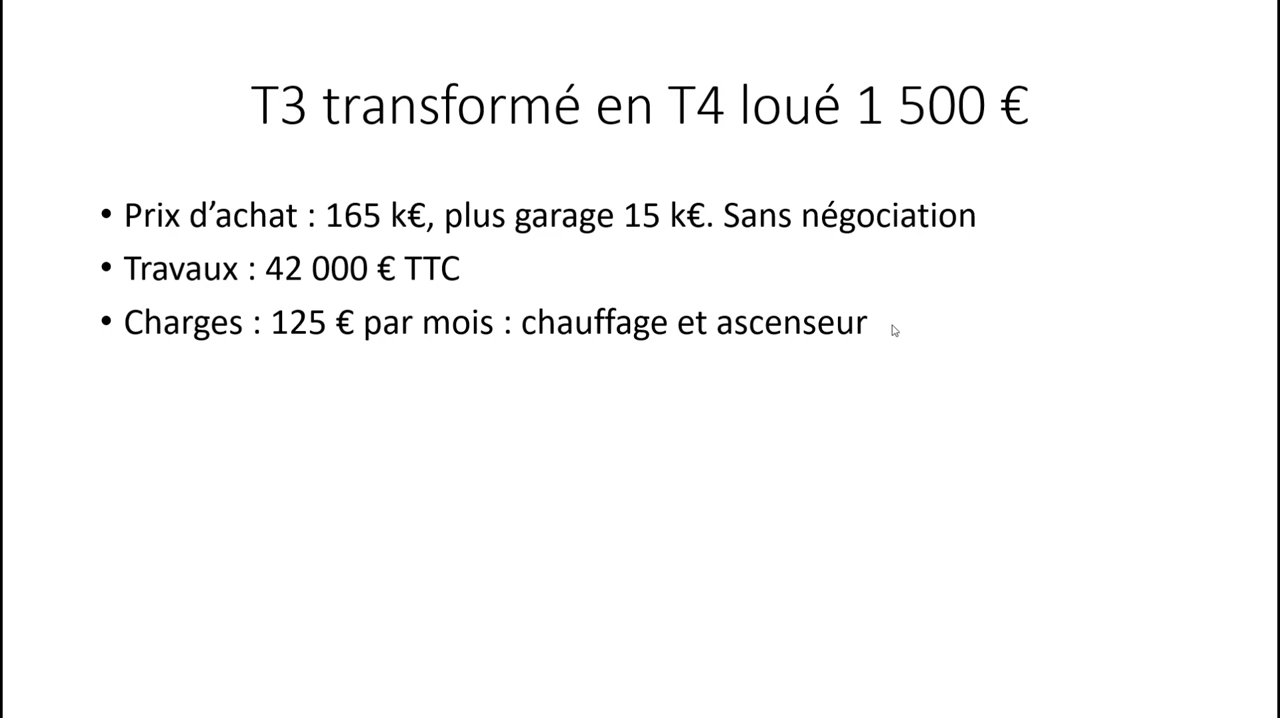 T3 transformé en T4 loué 1 500 €
• Prix d’achat : 165 k€, plus garage 15 k€. Sans négociation
• Travaux : 42 000 € TTC
• Charges : 125 € par mois : chauffage et ascenseur